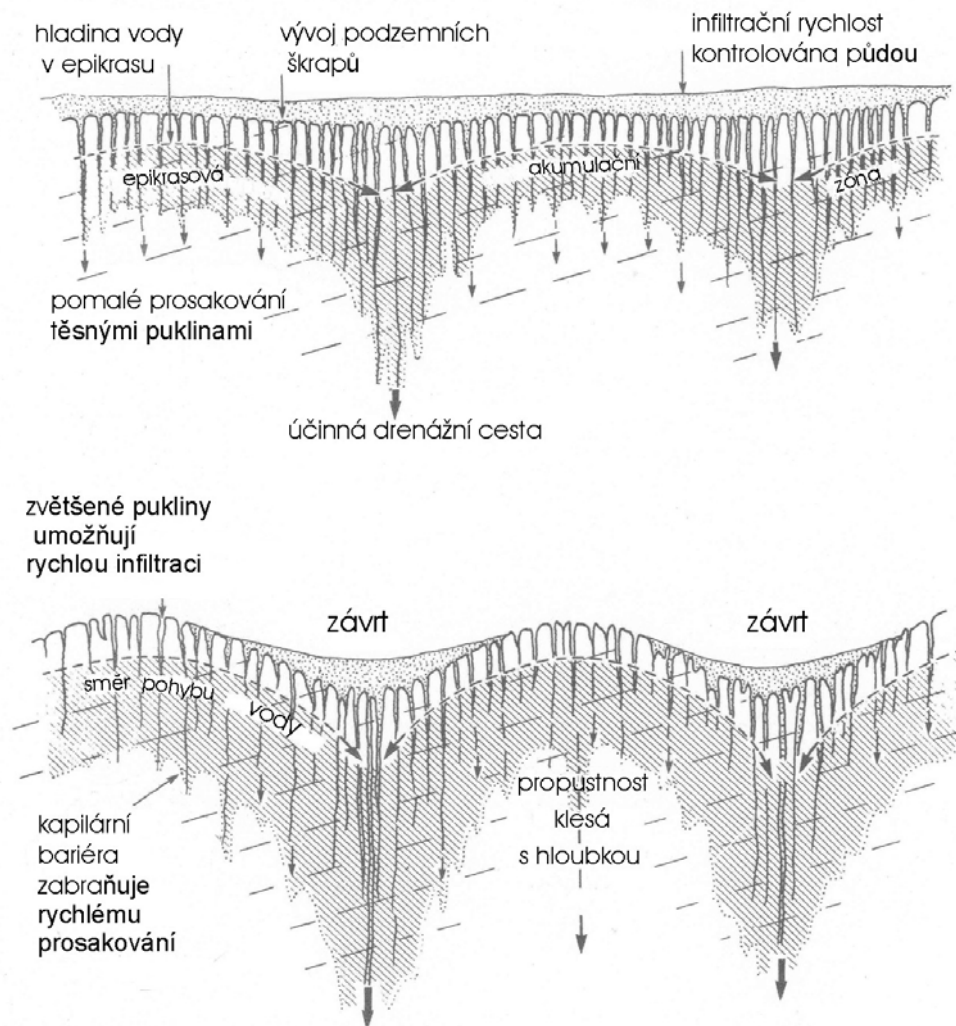 hladina vody
v epikrasu
vývoj podzemních
škrapů
infiltrační rychlost
kontrolována půdou
epikrasová
akumulační
zóna
pomalé prosakování
těsnými puklinami
účinná drenážní cesta
zvětšené pukliny
umožňují
rychlou infiltraci
závrt
závrt
směr pohybu
vody
propustnost
klesá
s hloubkou
kapilární
bariéra
zabraňuje
rychlému
prosakování